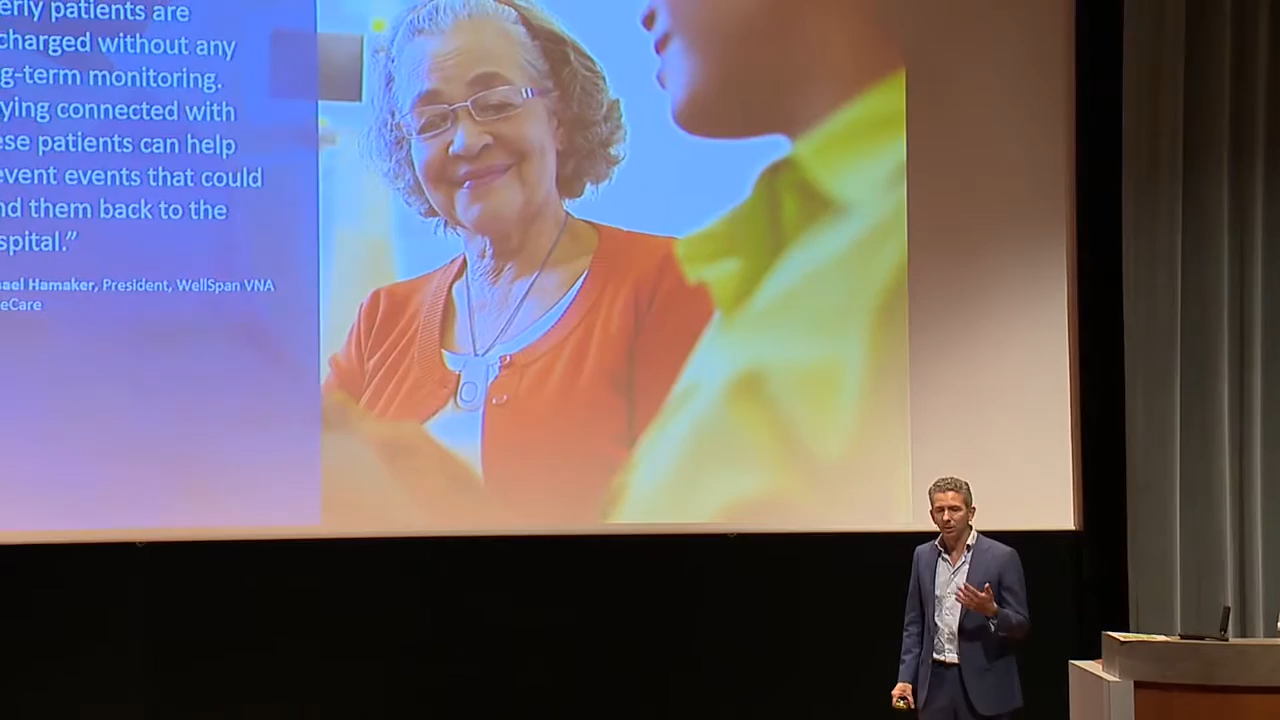 erly patients are
charged without any
g-term monitoring.
ying connected with
ese patients can help
event events that could
nd them back to the
spital.”
ael Hamaker, President, WellSpan VNA
eCare